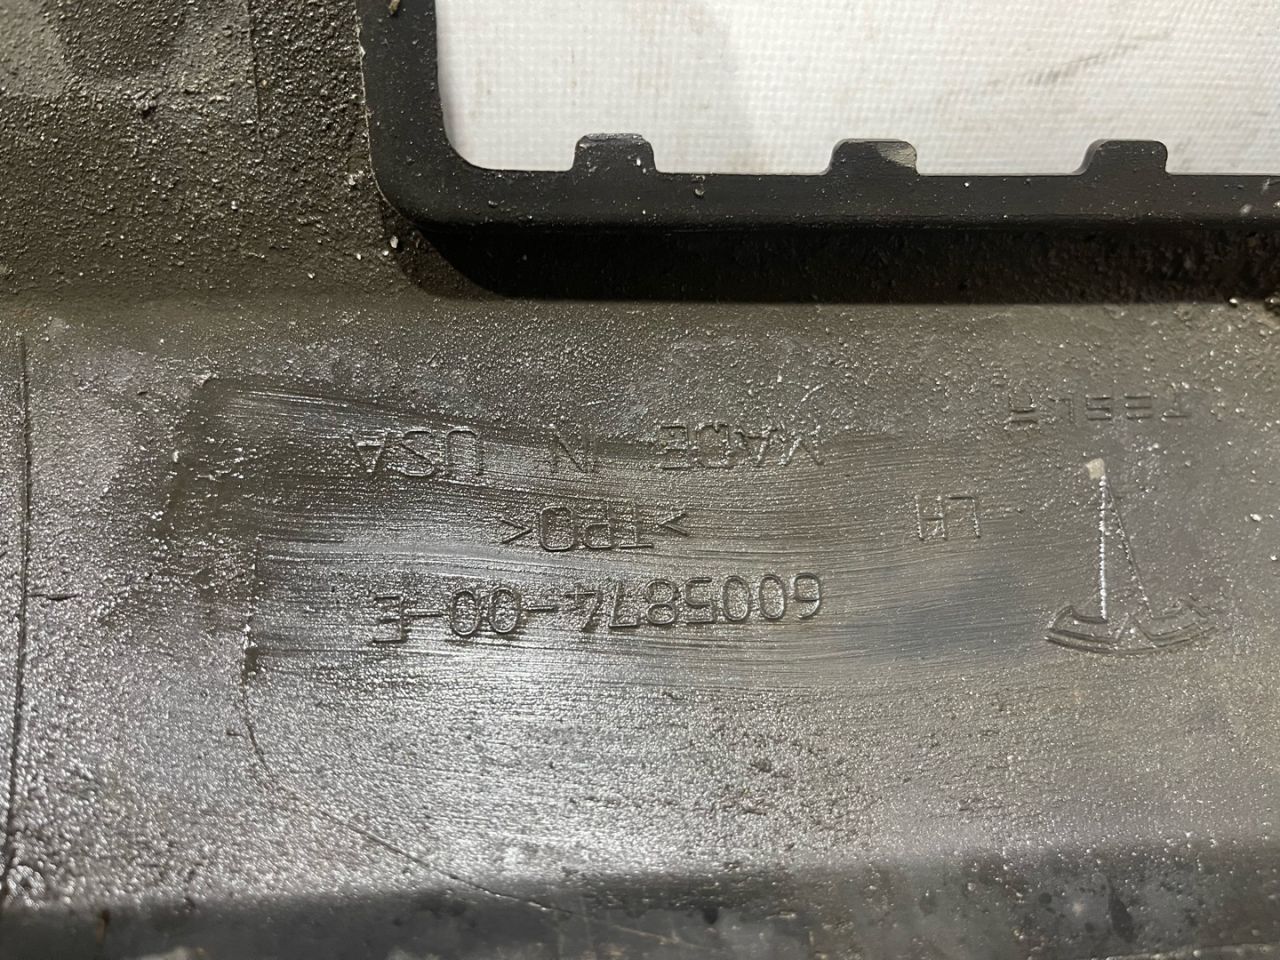 6005874-00-E
LH >TPO<
MADE IN USA
TESLA